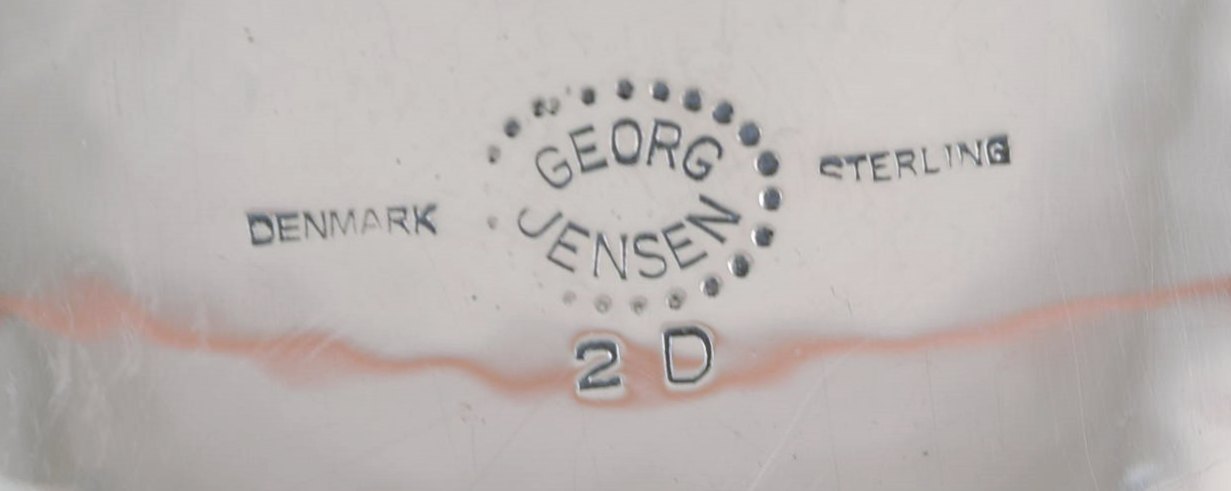 GEORG
JENSEN
DENMARK
STERLING
2 D